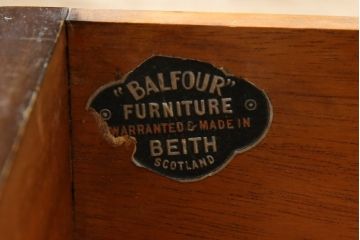 "BALFOUR"
FURNITURE
WARRANTED & MADE IN
BEITH
SCOTLAND